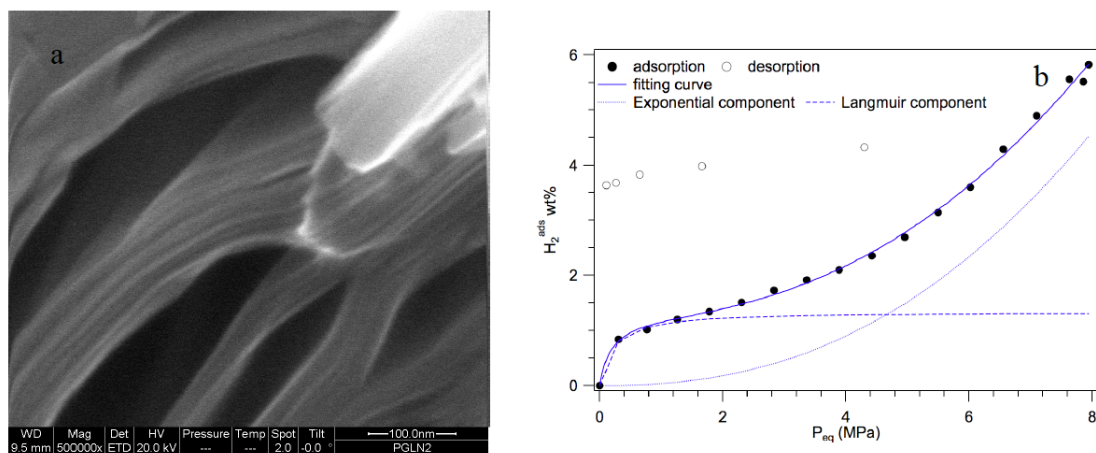 a
WD Mag Det HV Pressure Temp Spot Tilt 100.0nm
9.5 mm 500000x ETD 20.0 kV --- --- 2.0 -0.0° PGLN2
b
adsorption desorption
fitting curve
Exponential component Langmuir component
6
4
2
0
H2 ads wt%
0 2 4 6 8
Peq (MPa)